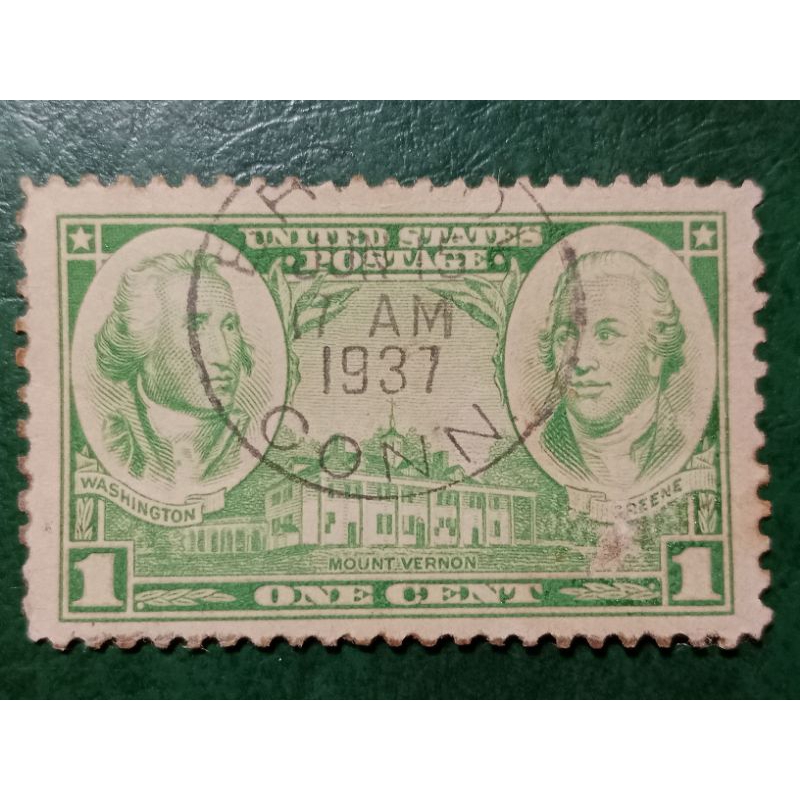 UNITED STATES
POSTAGE
AM
1937
CONN
WASHINGTON
GREENE
MOUNT VERNON
1 ONE CENT 1